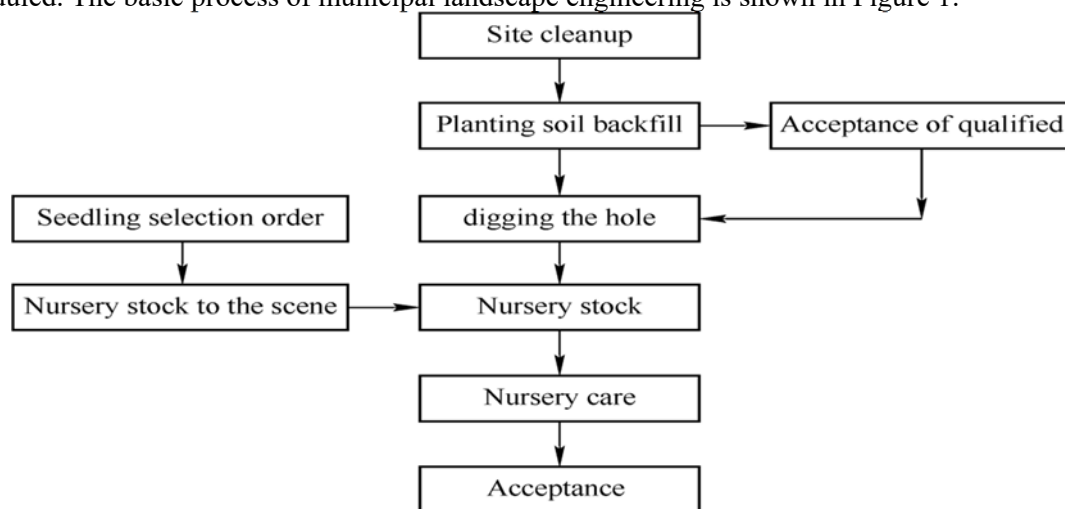 duled. The basic process of municipal landscape engineering is shown in Figure 1.
Site cleanup
Planting soil backfill
Acceptance of qualified
Seedling selection order
digging the hole
Nursery stock to the scene
Nursery stock
Nursery care
Acceptance